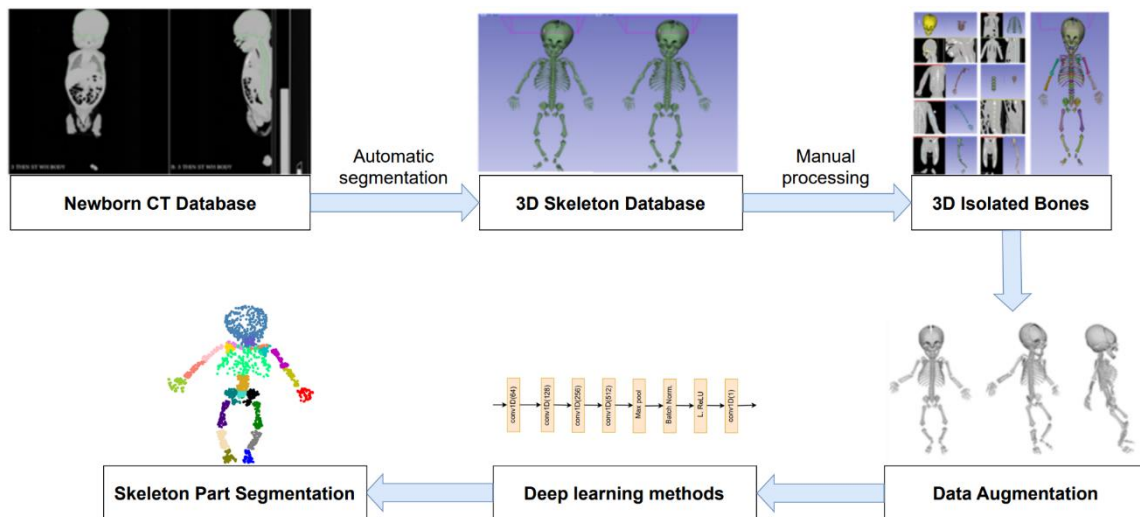 Automatic
segmentation
Manual
processing
Newborn CT Database
3D Skeleton Database
3D Isolated Bones
conv1D(64)
conv1D(128)
conv1D(256)
conv1D(512)
Max pool
Batch Norm.
L. ReLU
conv1D(1)
Skeleton Part Segmentation
Deep learning methods
Data Augmentation